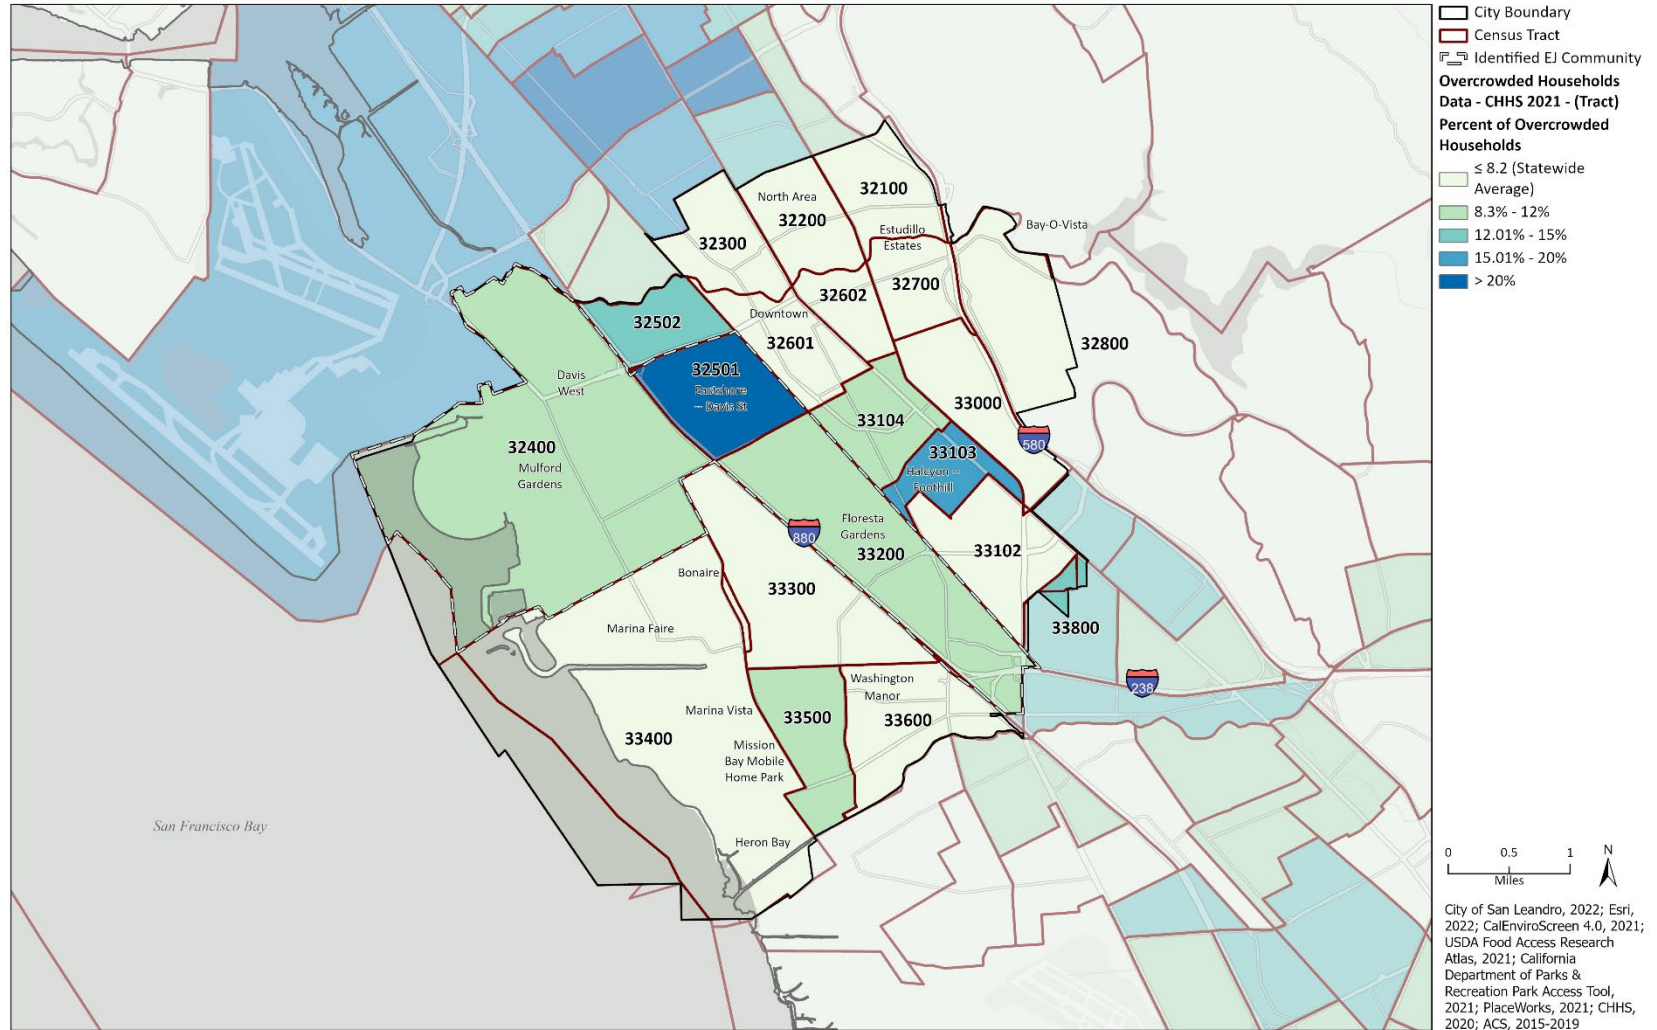 City Boundary
Census Tract
Identified EJ Community
Overcrowded Households
Data - CHHS 2021 - (Tract)
Percent of Overcrowded
Households
≤ 8.2 (Statewide
Average)
8.3% - 12%
12.01% - 15%
15.01% - 20%
> 20%
32100
North Area
32200
Estudillo
Estates
Bay-O-Vista
32300
32700
32602
Downtown
32502
32601
32800
32501
Eastshore
-- Davis St
Davis
West
33000
33104
580
32400
Mulford
Gardens
33103
Halcyon --
Foothill
Floresta
Gardens
880
33200
33102
Bonaire
33300
Marina Faire
33800
238
Washington
Manor
Marina Vista
33500
33600
33400
Mission
Bay Mobile
Home Park
San Francisco Bay
Heron Bay
0 0.5 1
Miles
N
City of San Leandro, 2022; Esri,
2022; CalEnviroScreen 4.0, 2021;
USDA Food Access Research
Atlas, 2021; California
Department of Parks &
Recreation Park Access Tool,
2021; PlaceWorks, 2021; CHHS,
2020; ACS, 2015-2019